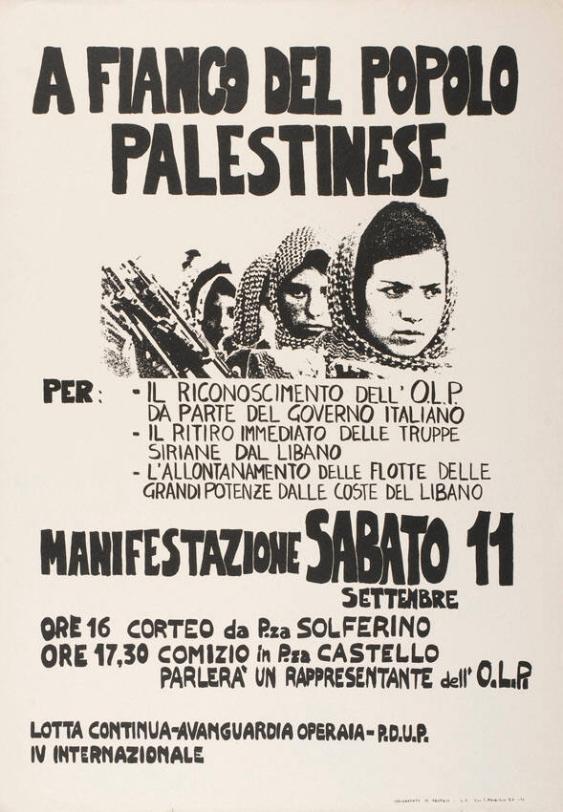 A FIANCO DEL POPOLO
PALESTINESE
PER: - IL RICONOSCIMENTO DELL' O.L.P.
DA PARTE DEL GOVERNO ITALIANO
- IL RITIRO IMMEDIATO DELLE TRUPPE
SIRIANE DAL LIBANO
- L'ALLONTANAMENTO DELLE FLOTTE DELLE
GRANDI POTENZE DALLE COSTE DEL LIBANO
MANIFESTAZIONE SABATO 11
SETTEMBRE
ORE 16 CORTEO da P.za SOLFERINO
ORE 17,30 COMIZIO in P.za CASTELLO
PARLERA' UN RAPPRESENTANTE dell' O.L.P.
LOTTA CONTINUA-AVANGUARDIA OPERAIA-P.D.U.P.
IV INTERNAZIONALE